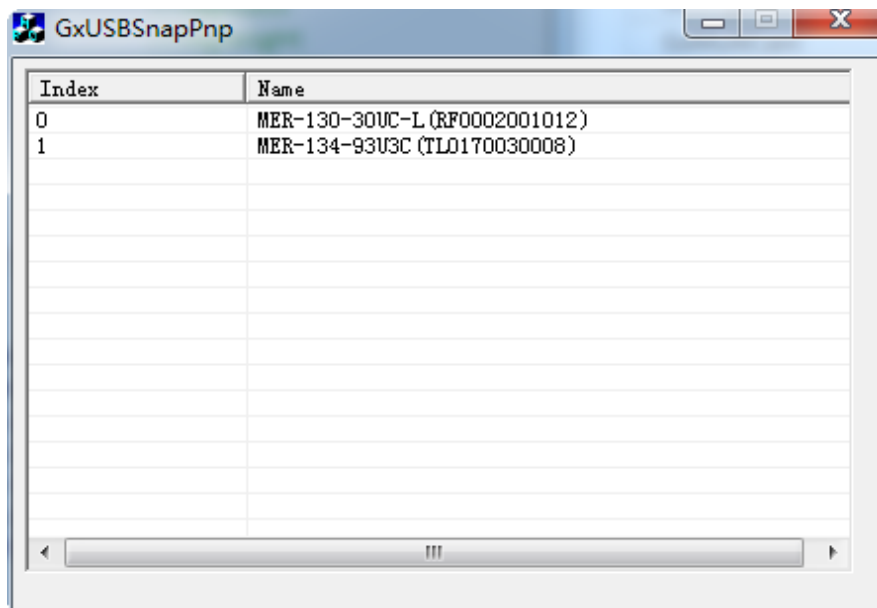 GxUSBSnapPnp
Index Name
0 MER-130-30UC-L(RF0002001012)
1 MER-134-93U3C(TL0170030008)